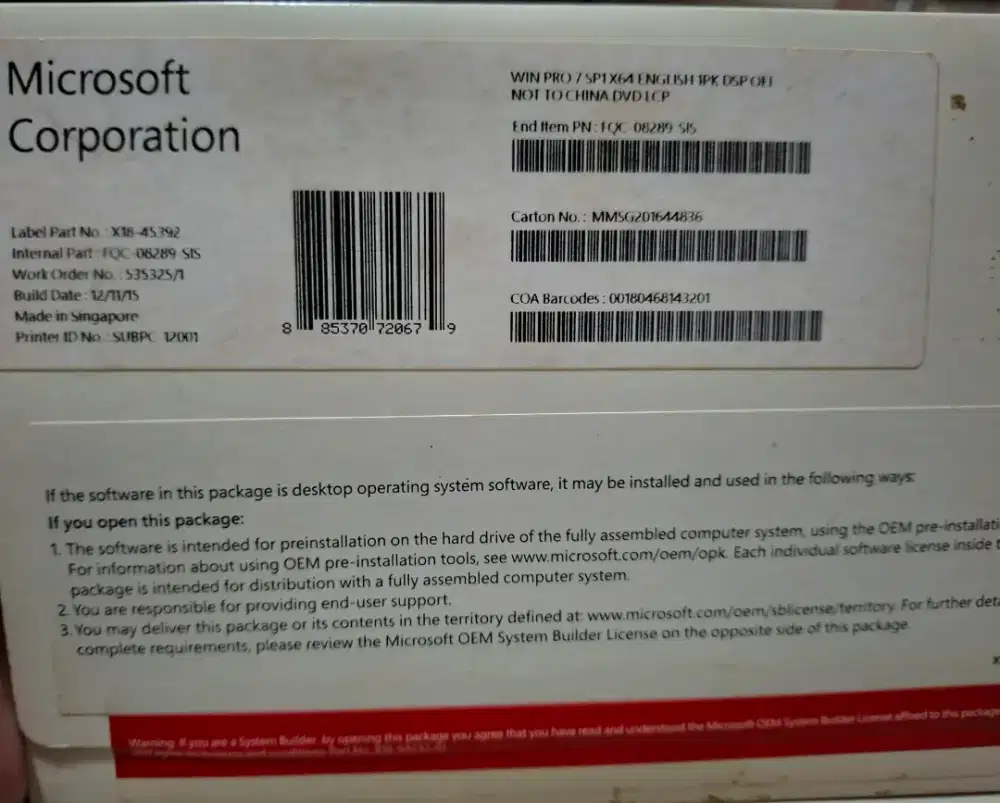 Microsoft
Corporation
Label Part No. : X18-45392
Internal Part : FQC-08289-SIS
Work Order No. : 535325/1
Build Date : 12/11/15
Made in Singapore
Printer ID No. : SUBPC 12001
8 85370 72067 9
WIN PRO 7 SP1 X64 ENGLISH 1PK DSP OEI
NOT TO CHINA DVD LCP
End Item PN : FQC-08289-SIS
Carton No. : MMSG201644836
COA Barcodes : 00180468143201
If the software in this package is desktop operating system software, it may be installed and used in the following ways:
If you open this package:
1. The software is intended for preinstallation on the hard drive of the fully assembled computer system, using the OEM pre-installati
For information about using OEM pre-installation tools, see www.microsoft.com/oem/opk. Each individual software license inside t
package is intended for distribution with a fully assembled computer system.
2. You are responsible for providing end-user support.
3. You may deliver this package or its contents in the territory defined at: www.microsoft.com/oem/sblicense/territory. For further deta
complete requirements, please review the Microsoft OEM System Builder License on the opposite side of this package.
Warning: If you are a System Builder, by opening this package you agree that you have read and understood the Microsoft OEM System Builder License affixed to this package